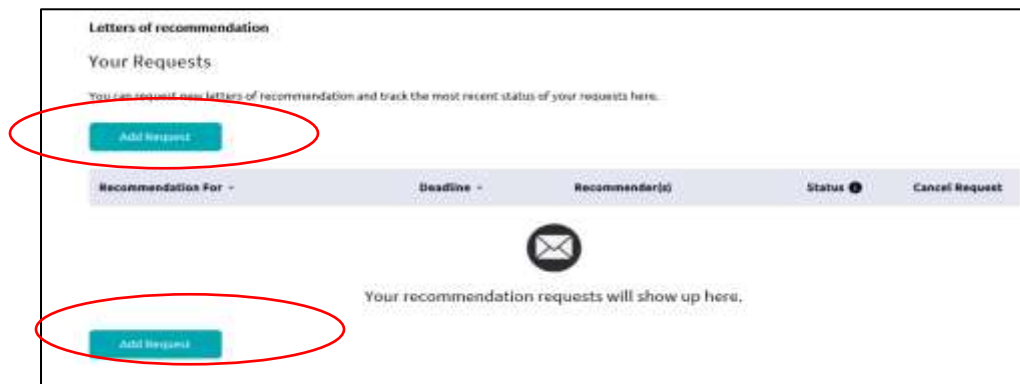 Letters of recommendation
Your Requests
You can request new letters of recommendation and track the most recent status of your requests here.
Add Request
Recommendation For Deadline Recommender(s) Status Cancel Request
Your recommendation requests will show up here.
Add Request